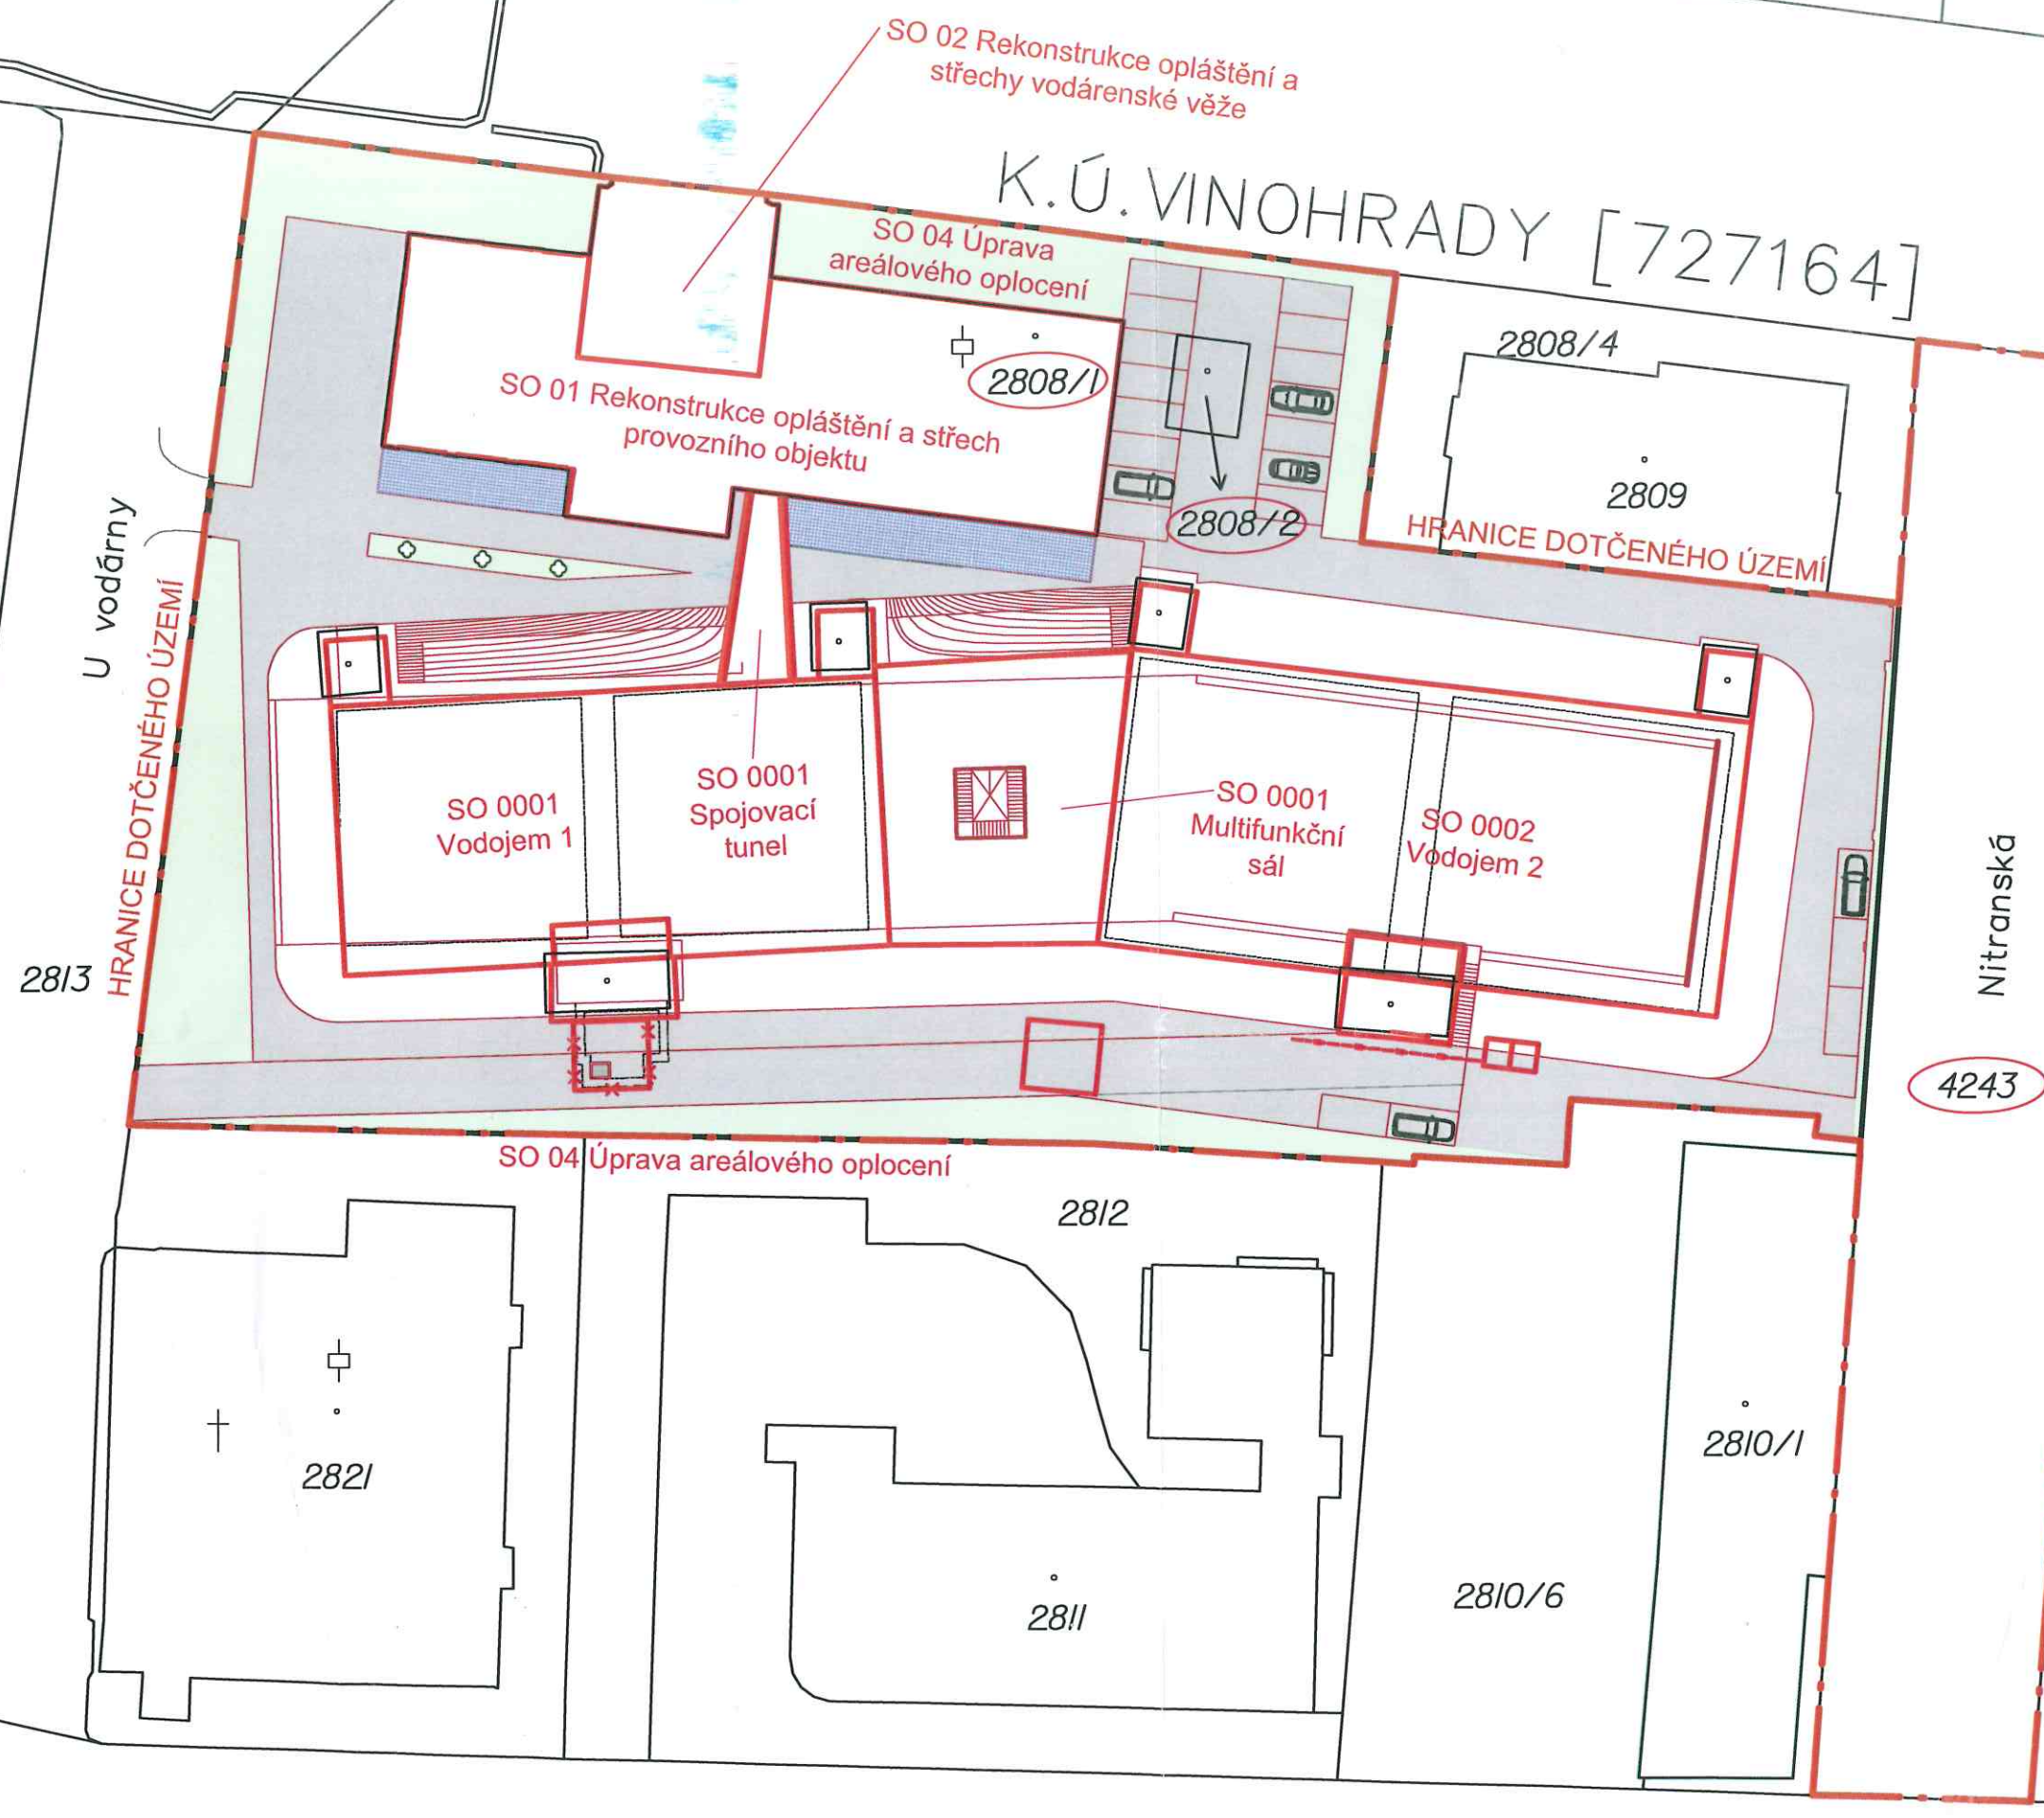 SO 02 Rekonstrukce opláštění a
střechy vodárenské věže
K.Ú. VINOHRADY [727164]
SO 04 Úprava
areálového oplocení
2808/4
2808/1
SO 01 Rekonstrukce opláštění a střech
provozního objektu
2809
2808/2
HRANICE DOTČENÉHO ÚZEMÍ
U vodárny
HRANICE DOTČENÉHO ÚZEMÍ
SO 0001
Vodojem 1
SO 0001
Spojovací
tunel
SO 0001
Multifunkční
sál
SO 0002
Vodojem 2
Nitranská
2813
4243
SO 04 Úprava areálového oplocení
2812
2821
2810/1
2811
2810/6